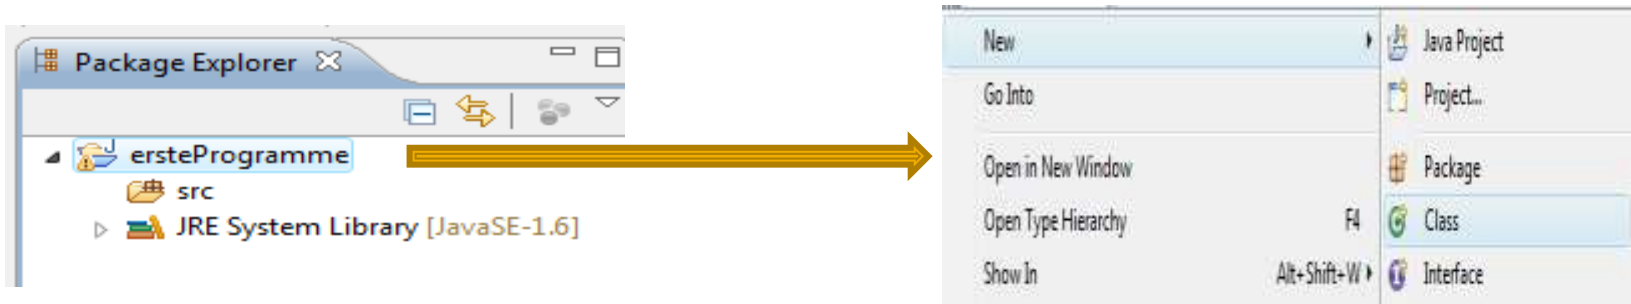 Package Explorer
ersteProgramme
src
JRE System Library [JavaSE-1.6]
New
Go Into
Open in New Window
Open Type Hierarchy F4
Show In Alt+Shift+W
Java Project
Project...
Package
Class
Interface